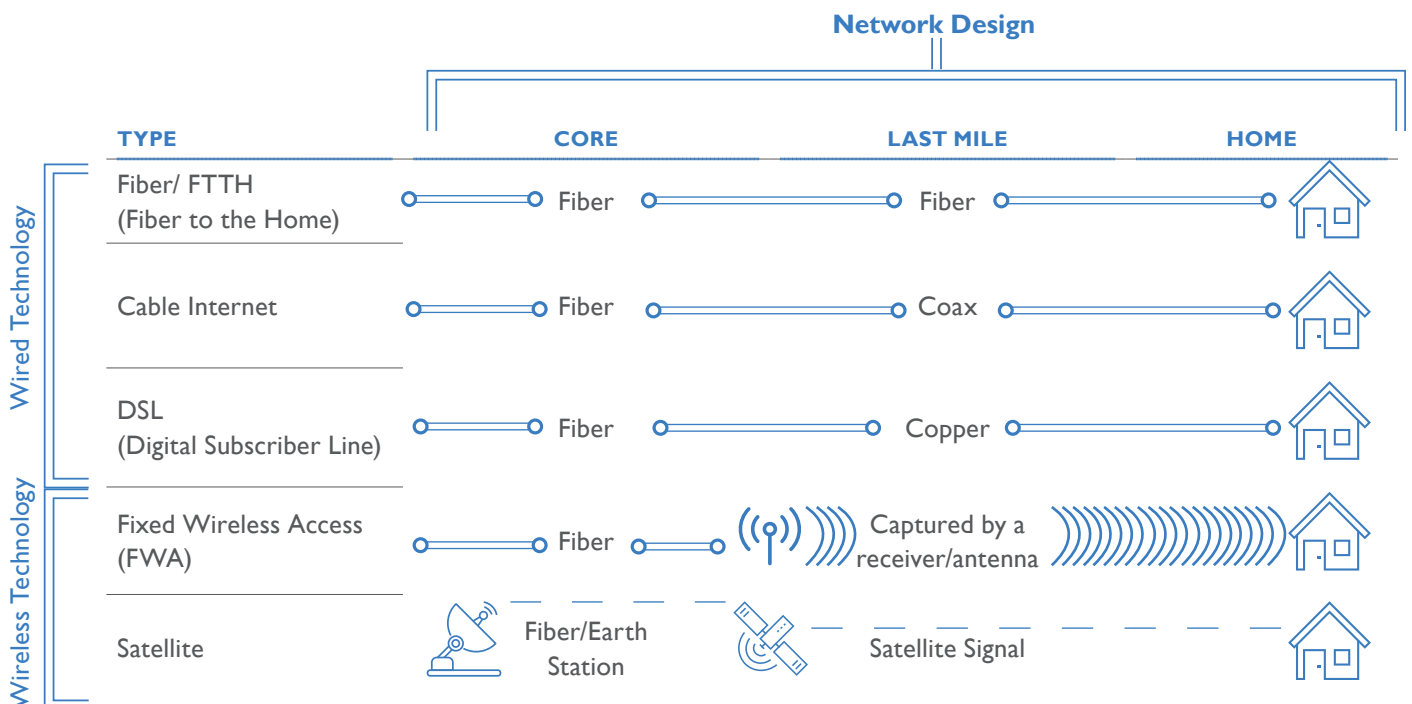 Network Design
TYPE CORE LAST MILE HOME
Wired Technology
Fiber/ FTTH
(Fiber to the Home)
Fiber Fiber
Cable Internet
Fiber Coax
DSL
(Digital Subscriber Line)
Fiber Copper
Wireless Technology
Fixed Wireless Access
(FWA)
Fiber
Captured by a
receiver/antenna
Satellite
Fiber/Earth
Station
Satellite Signal